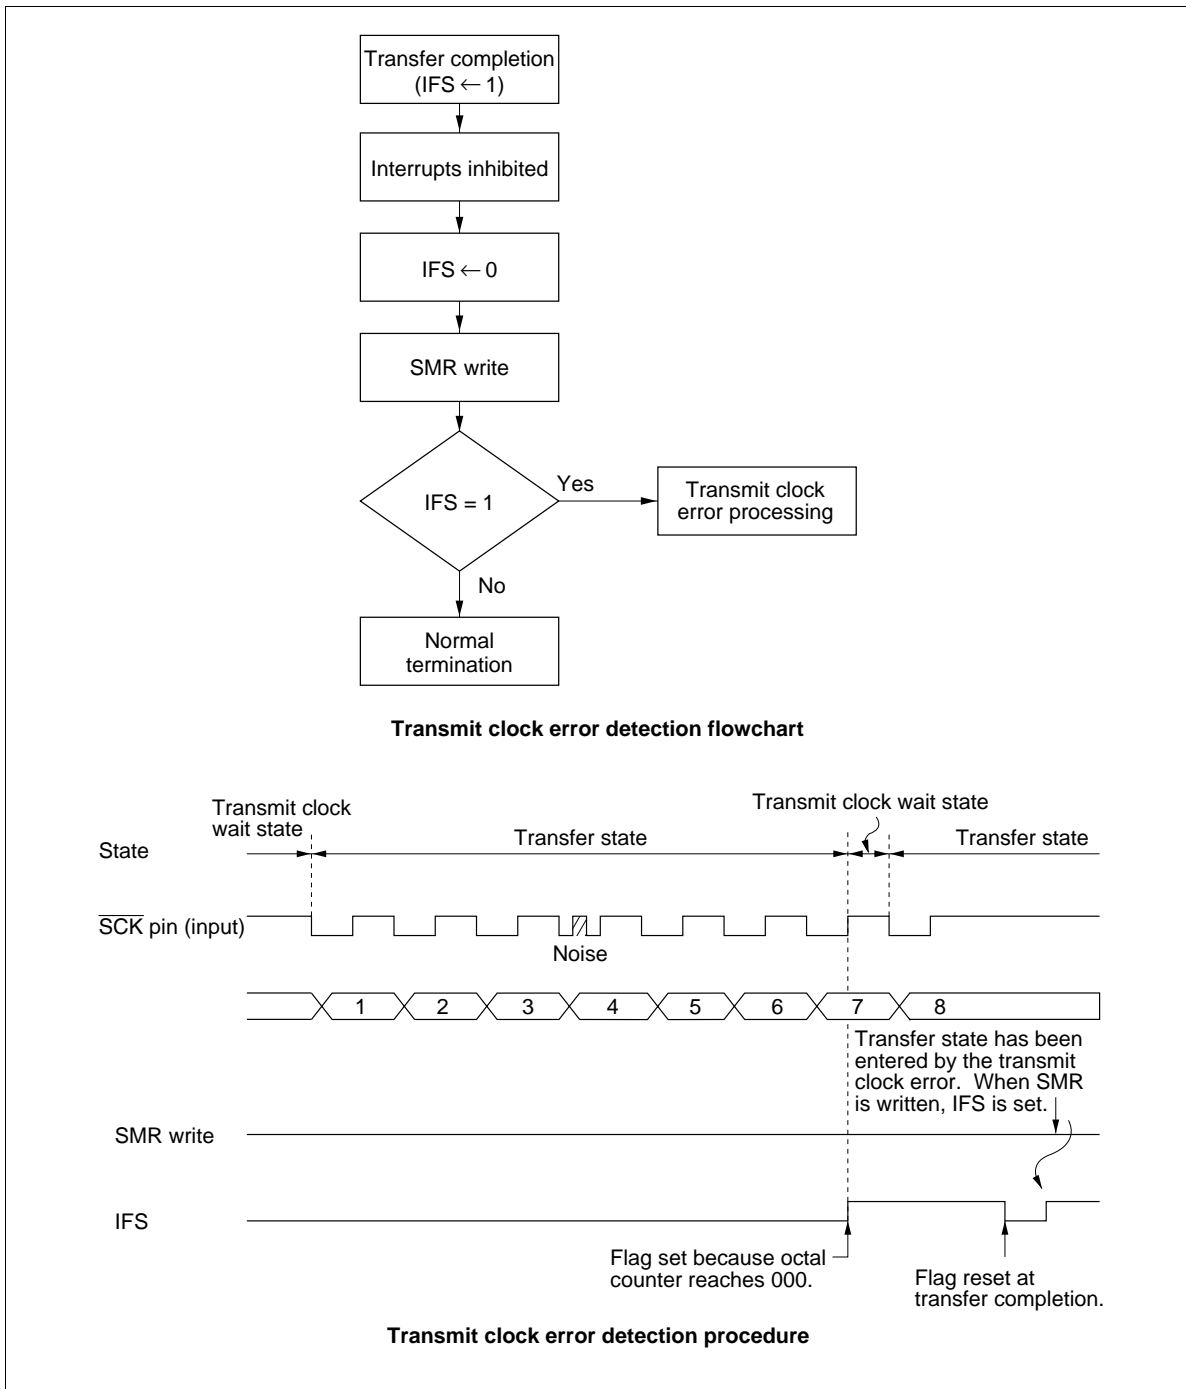 Transfer completion
(IFS ← 1)
Interrupts inhibited
IFS ← 0
SMR write
IFS = 1
Yes
Transmit clock
error processing
No
Normal
termination
Transmit clock error detection flowchart
Transmit clock
wait state
Transmit clock wait state
State
Transfer state
Transfer state
SCK pin (input)
Noise
1 2 3 4 5 6 7 8
Transfer state has been
entered by the transmit
clock error. When SMR
is written, IFS is set.
SMR write
IFS
Flag set because octal
counter reaches 000.
Flag reset at
transfer completion.
Transmit clock error detection procedure